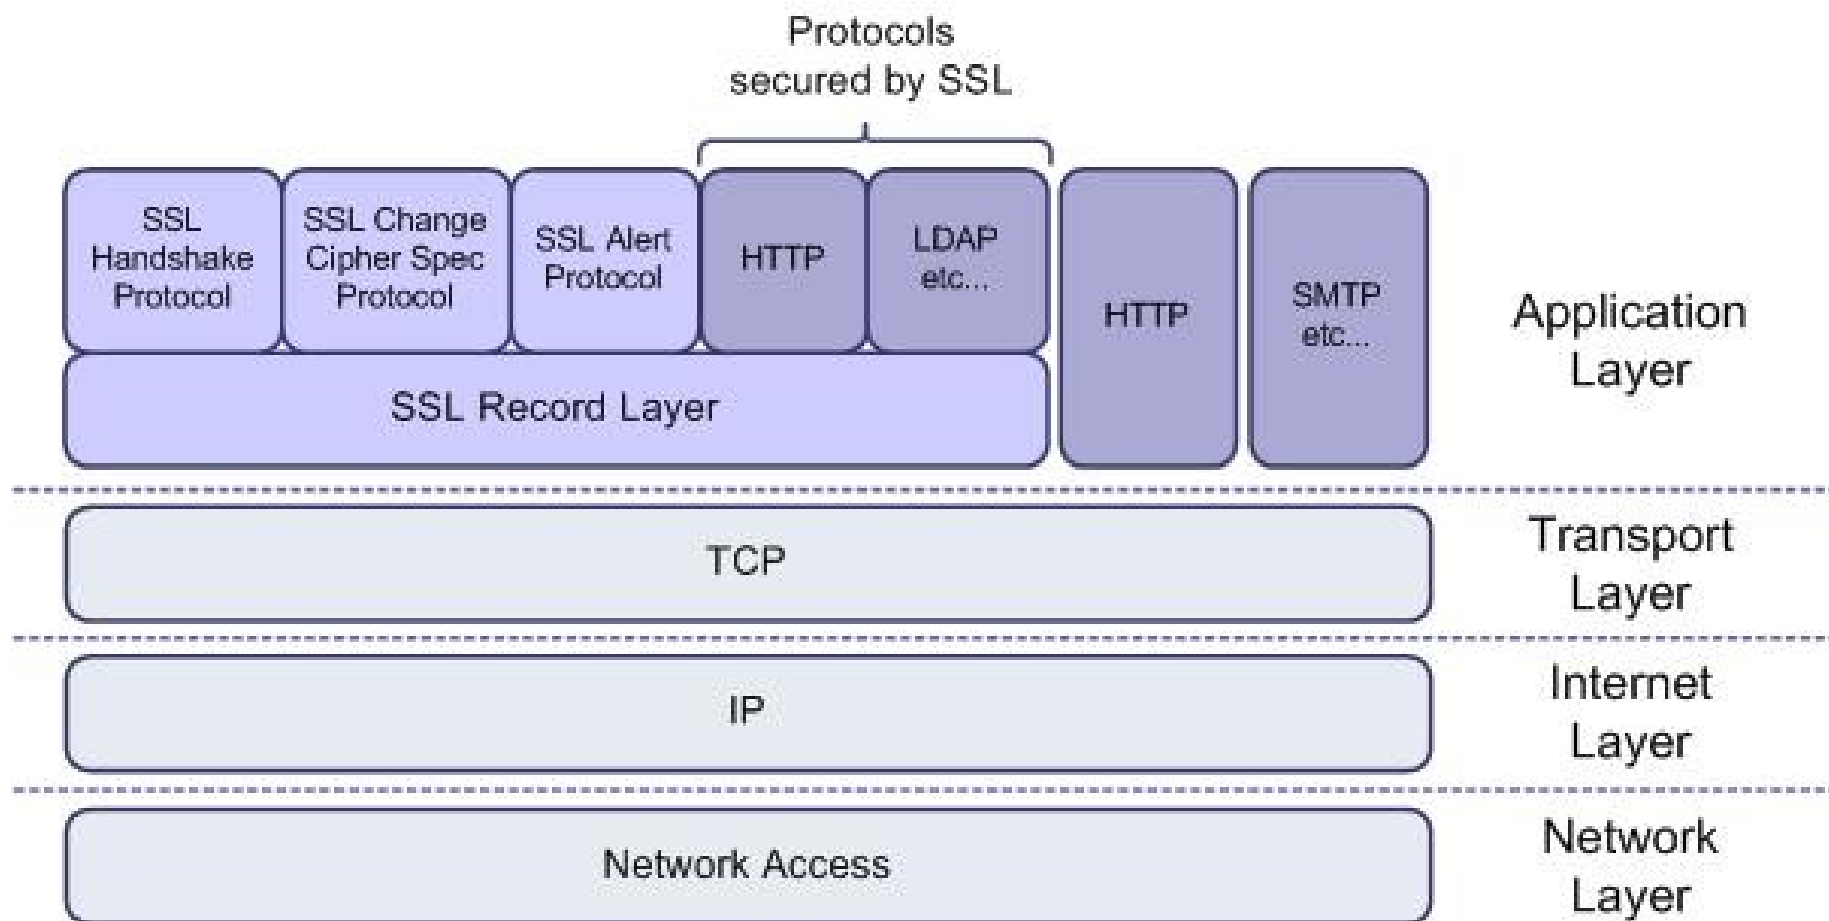 Protocols
secured by SSL
SSL
Handshake
Protocol
SSL Change
Cipher Spec
Protocol
SSL Alert
Protocol
HTTP
LDAP
etc...
HTTP
SMTP
etc...
SSL Record Layer
Application
Layer
TCP
Transport
Layer
IP
Internet
Layer
Network Access
Network
Layer